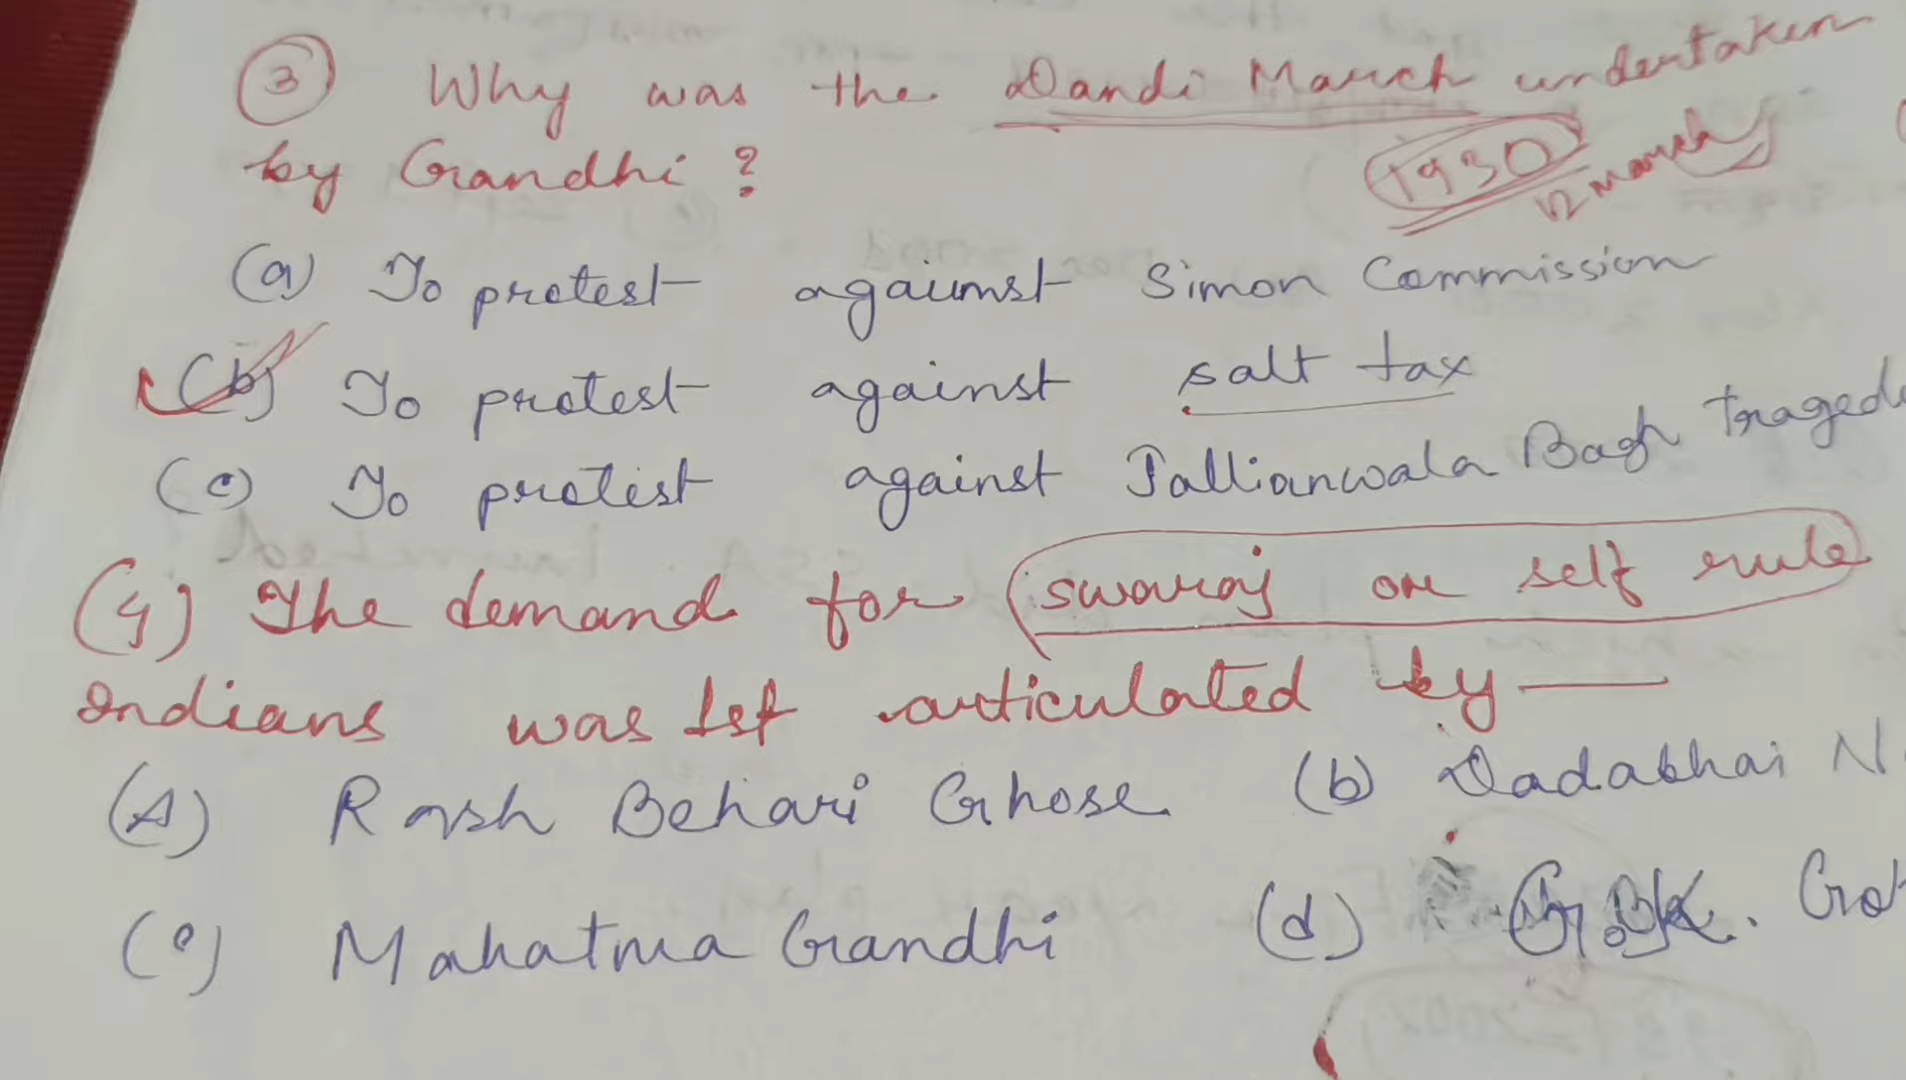 3 Why was the Dandi March undertaken
by Gandhi ?
1930
12 march
(a) To protest against Simon Commission
(b) To protest against salt tax
(c) To protest against Jallianwala Bagh traged
(4) The demand for swaraj or self rule
Indians was 1st articulated by —
(A) Rash Behari Ghose (b) Dadabhai N
(c) Mahatma Gandhi (d) G.K. Gok